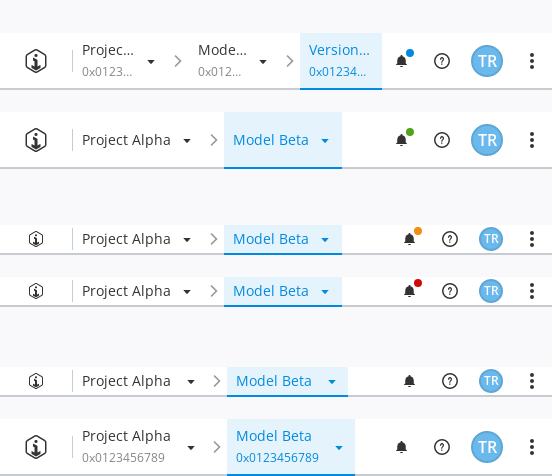 Projec... Mode... Version...
0x0123... 0x012... 0x01234... TR
Project Alpha Model Beta TR
Project Alpha Model Beta TR
Project Alpha Model Beta TR
Project Alpha Model Beta TR
Project Alpha Model Beta
0x0123456789 0x0123456789 TR